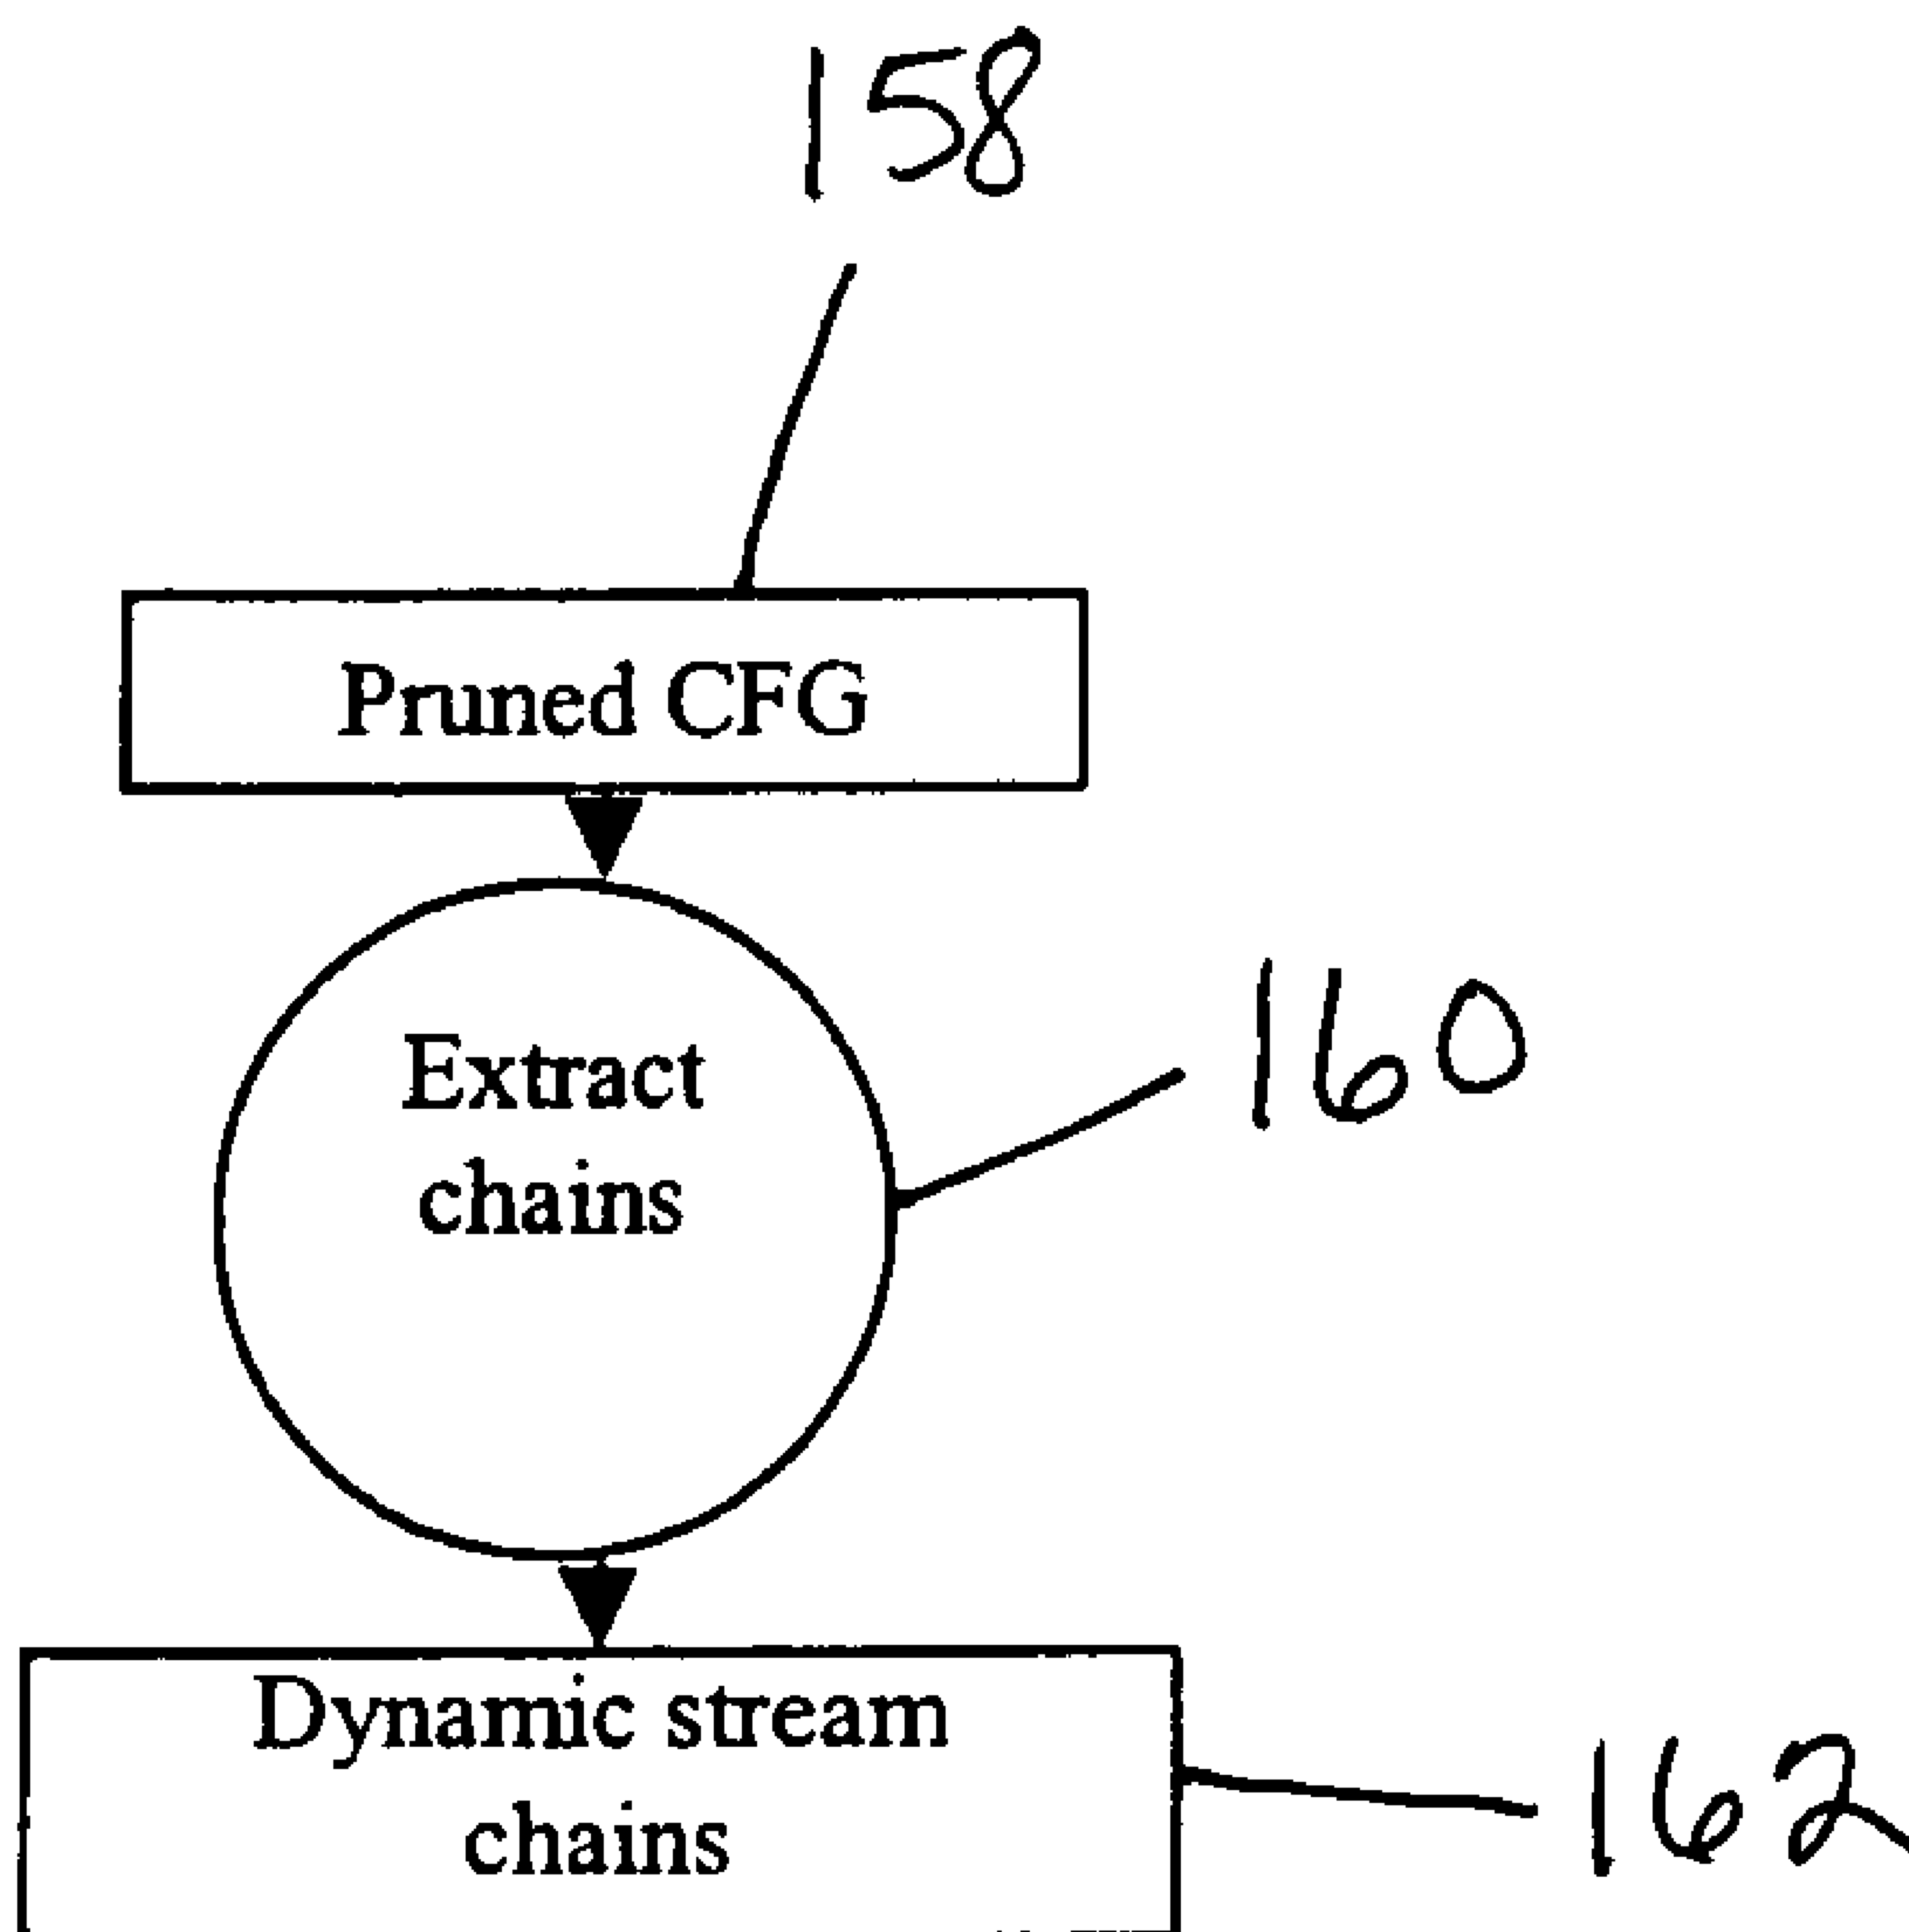 158
Pruned CFG
Extract
chains
160
Dynamic stream
chains
162